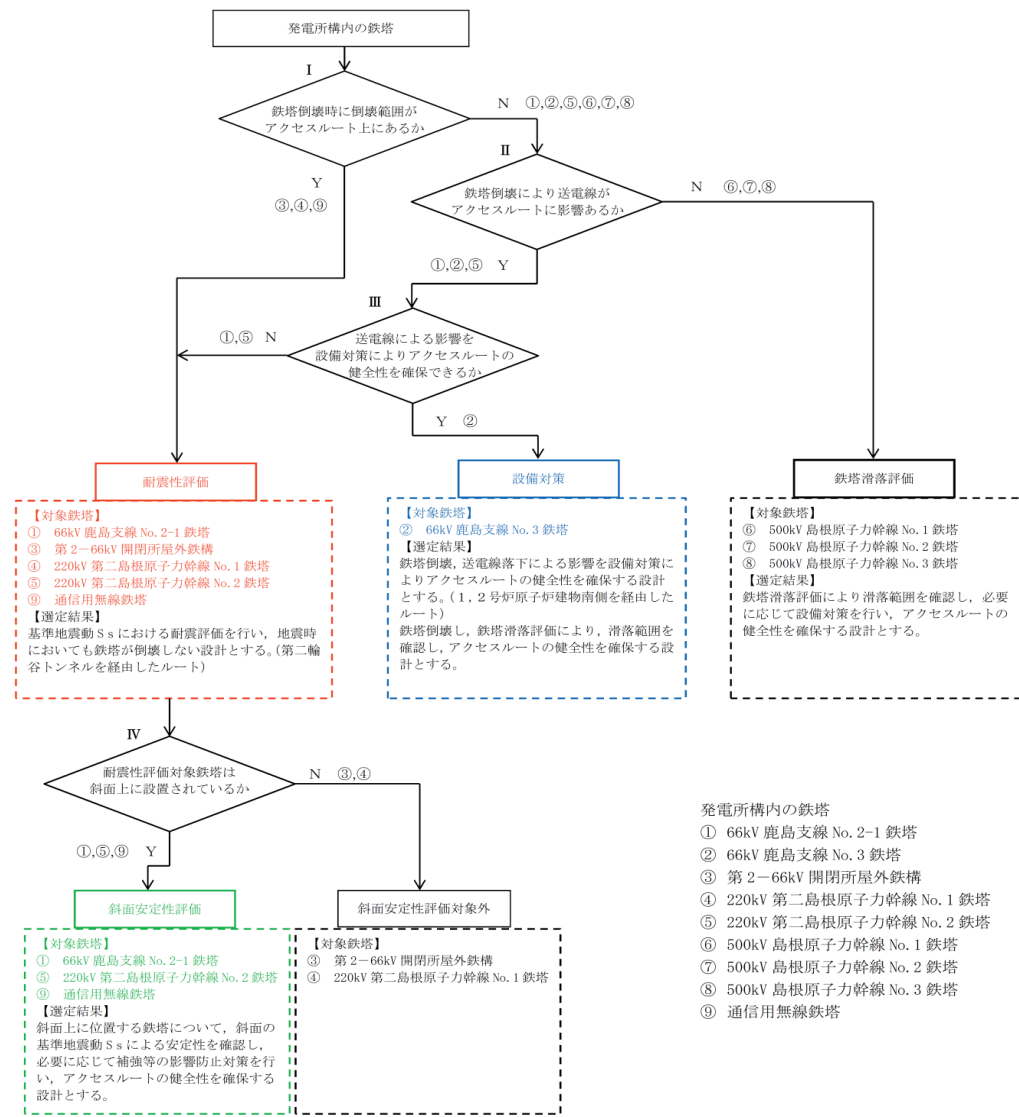 発電所構内の鉄塔
Ⅰ
鉄塔倒壊時に倒壊範囲が
アクセスルート上にあるか
N ①,②,⑤,⑥,⑦,⑧
Y
③,④,⑨
Ⅱ
鉄塔倒壊により送電線が
アクセスルートに影響あるか
N ⑥,⑦,⑧
①,②,⑤ Y
Ⅲ
送電線による影響を
設備対策によりアクセスルートの
健全性を確保できるか
①,⑤ N
Y ②
耐震性評価
【対象鉄塔】
① 66kV 鹿島支線 No.2-1 鉄塔
③ 第2－66kV 開閉所屋外鉄構
④ 220kV 第二島根原子力幹線 No.1 鉄塔
⑤ 220kV 第二島根原子力幹線 No.2 鉄塔
⑨ 通信用無線鉄塔
【選定結果】
基準地震動Ｓｓにおける耐震評価を行い,地震時
においても鉄塔が倒壊しない設計とする。(第二輪
谷トンネルを経由したルート)
設備対策
【対象鉄塔】
② 66kV 鹿島支線 No.3 鉄塔
【選定結果】
鉄塔倒壊,送電線落下による影響を設備対策
によりアクセスルートの健全性を確保する設計
とする。(１,２号炉原子炉建物南側を経由した
ルート)
鉄塔倒壊し,鉄塔滑落評価により,滑落範囲を
確認し,アクセスルートの健全性を確保する設
計とする。
鉄塔滑落評価
【対象鉄塔】
⑥ 500kV 島根原子力幹線 No.1 鉄塔
⑦ 500kV 島根原子力幹線 No.2 鉄塔
⑧ 500kV 島根原子力幹線 No.3 鉄塔
【選定結果】
鉄塔滑落評価により滑落範囲を確認し,必要
に応じて設備対策を行い,アクセスルートの
健全性を確保する設計とする。
Ⅳ
耐震性評価対象鉄塔は
斜面上に設置されているか
N ③,④
①,⑤,⑨ Y
斜面安定性評価
【対象鉄塔】
① 66kV 鹿島支線 No.2-1 鉄塔
⑤ 220kV 第二島根原子力幹線 No.2 鉄塔
⑨ 通信用無線鉄塔
【選定結果】
斜面上に位置する鉄塔について,斜面の
基準地震動Ｓｓによる安定性を確認し,
必要に応じて補強等の影響防止対策を行
い,アクセスルートの健全性を確保する
設計とする。
斜面安定性評価対象外
【対象鉄塔】
③ 第2－66kV 開閉所屋外鉄構
④ 220kV 第二島根原子力幹線 No.1 鉄塔
発電所構内の鉄塔
① 66kV 鹿島支線 No.2-1 鉄塔
② 66kV 鹿島支線 No.3 鉄塔
③ 第2－66kV 開閉所屋外鉄構
④ 220kV 第二島根原子力幹線 No.1 鉄塔
⑤ 220kV 第二島根原子力幹線 No.2 鉄塔
⑥ 500kV 島根原子力幹線 No.1 鉄塔
⑦ 500kV 島根原子力幹線 No.2 鉄塔
⑧ 500kV 島根原子力幹線 No.3 鉄塔
⑨ 通信用無線鉄塔